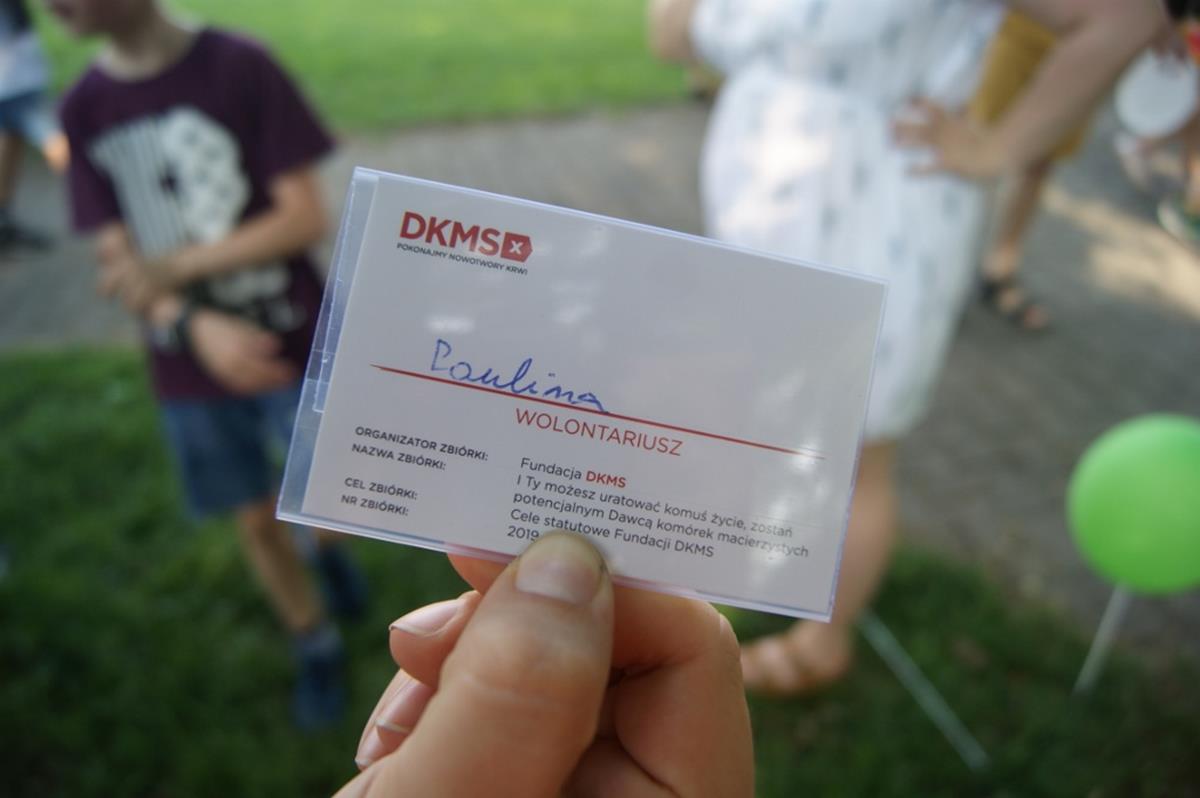 DKMS x
POKONAJMY NOWOTWORY KRWI
Paulina
WOLONTARIUSZ
ORGANIZATOR ZBIÓRKI:
NAZWA ZBIÓRKI:
CEL ZBIÓRKI:
NR ZBIÓRKI:
Fundacja DKMS
I Ty możesz uratować komuś życie, zostań
potencjalnym Dawcą komórek macierzystych
Cele statutowe Fundacji DKMS
2019